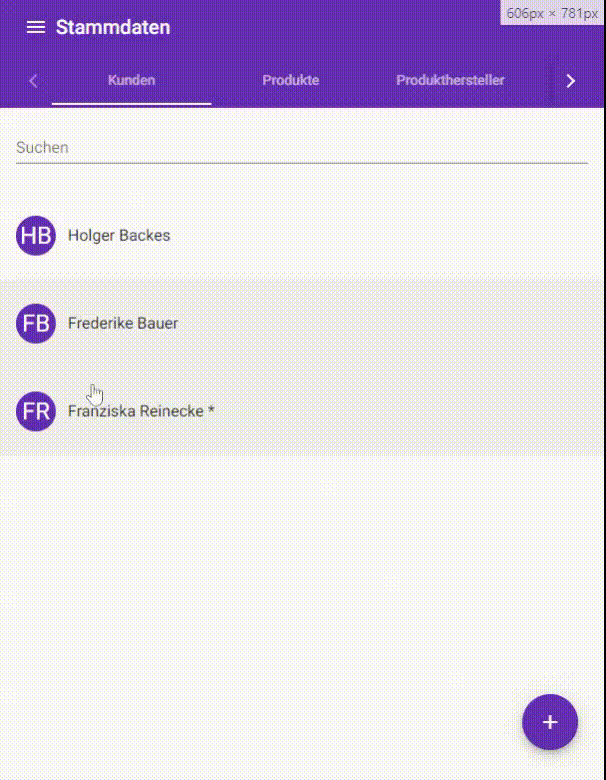 606px × 781px
Stammdaten
Kunden
Produkte
Produkthersteller
Suchen
HB
Holger Backes
FB
Frederike Bauer
FR
Franziska Reinecke *
+